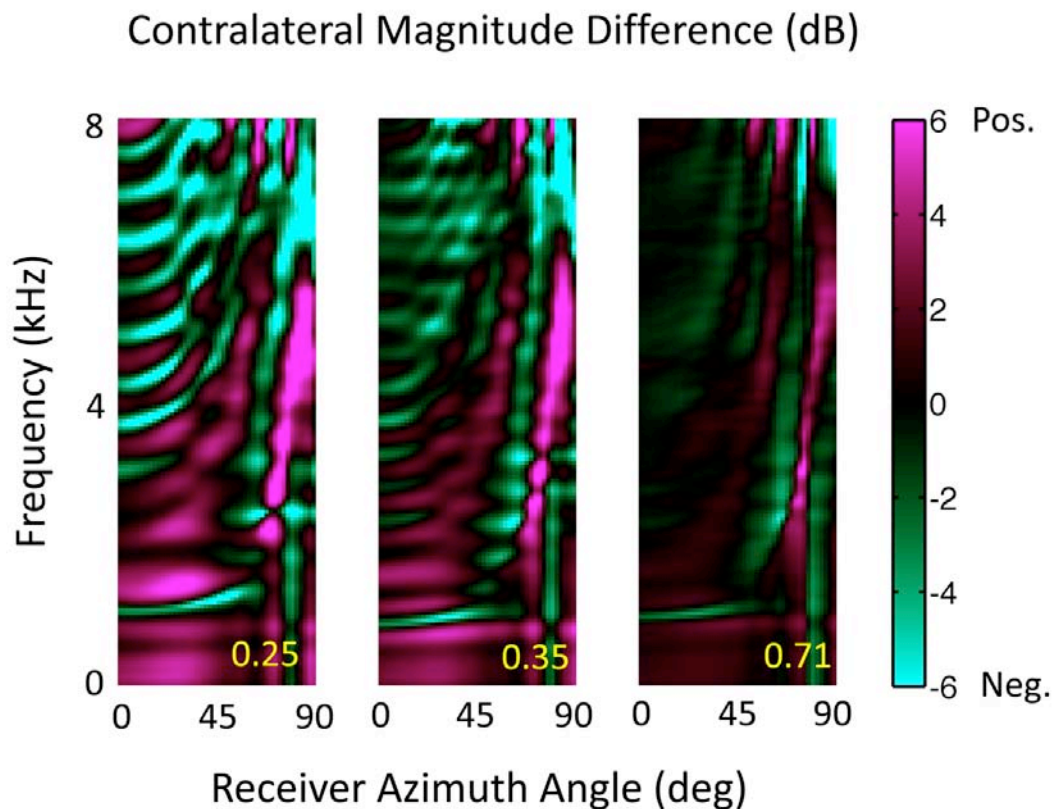 Contralateral Magnitude Difference (dB)
8
4
0
Frequency (kHz)
0.25
0.35
0.71
0 45 90
0 45 90
0 45 90
Receiver Azimuth Angle (deg)
6 Pos.
4
2
0
-2
-4
-6 Neg.